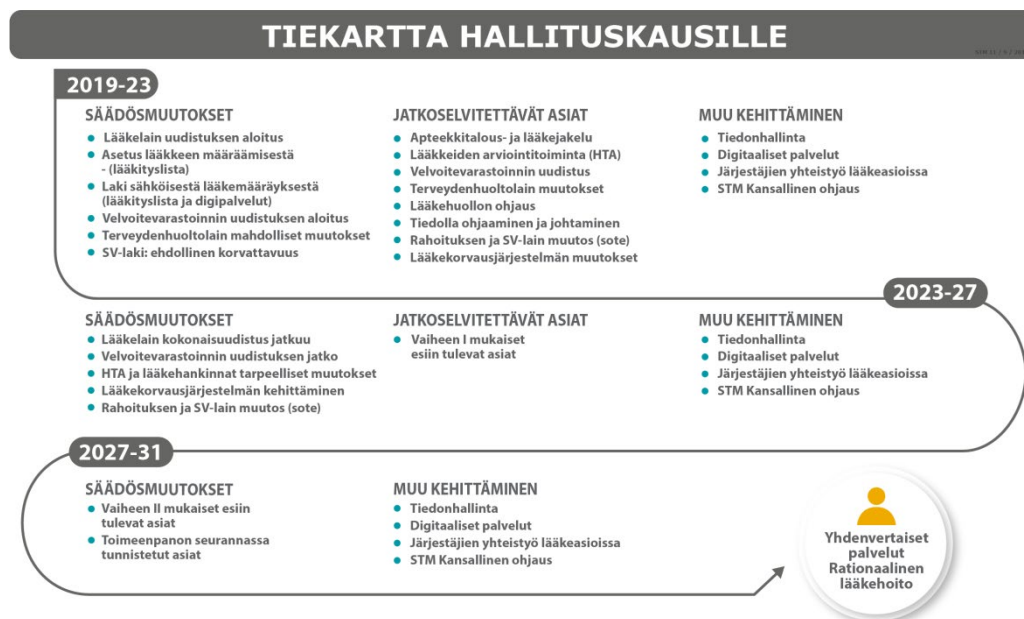 TIEKARTTA HALLITUSKAUSILLE
2019-23
SÄÄDÖSMUUTOKSET
Lääkelain uudistuksen aloitus
Asetus lääkkeen määräämisestä
- (lääkityslista)
Laki sähköisestä lääkemääräyksestä
(lääkityslista ja digipalvelut)
Velvoitevarastoinnin uudistuksen aloitus
Terveydenhuoltolain mahdolliset muutokset
SV-laki: ehdollinen korvattavuus
JATKOSELVITETTÄVÄT ASIAT
Apteekkitalous- ja lääkejakelu
Lääkkeiden arviointitoiminta (HTA)
Velvoitevarastoinnin uudistus
Terveydenhuoltolain muutokset
Lääkehuollon ohjaus
Tiedolla ohjaaminen ja johtaminen
Rahoituksen ja SV-lain muutos (sote)
Lääkekorvausjärjestelmän muutokset
MUU KEHITTÄMINEN
Tiedonhallinta
Digitaaliset palvelut
Järjestäjien yhteistyö lääkeasioissa
STM Kansallinen ohjaus
2023-27
SÄÄDÖSMUUTOKSET
Lääkelain kokonaisuudistus jatkuu
Velvoitevarastoinnin uudistuksen jatko
HTA ja lääkehankinnat tarpeelliset muutokset
Lääkekorvausjärjestelmän kehittäminen
Rahoituksen ja SV-lain muutos (sote)
JATKOSELVITETTÄVÄT ASIAT
Vaiheen I mukaiset
esiin tulevat asiat
MUU KEHITTÄMINEN
Tiedonhallinta
Digitaaliset palvelut
Järjestäjien yhteistyö lääkeasioissa
STM Kansallinen ohjaus
2027-31
SÄÄDÖSMUUTOKSET
Vaiheen II mukaiset esiin
tulevat asiat
Toimeenpanon seurannassa
tunnistetut asiat
MUU KEHITTÄMINEN
Tiedonhallinta
Digitaaliset palvelut
Järjestäjien yhteistyö lääkeasioissa
STM Kansallinen ohjaus
Yhdenvertaiset
palvelut
Rationaalinen
lääkehoito